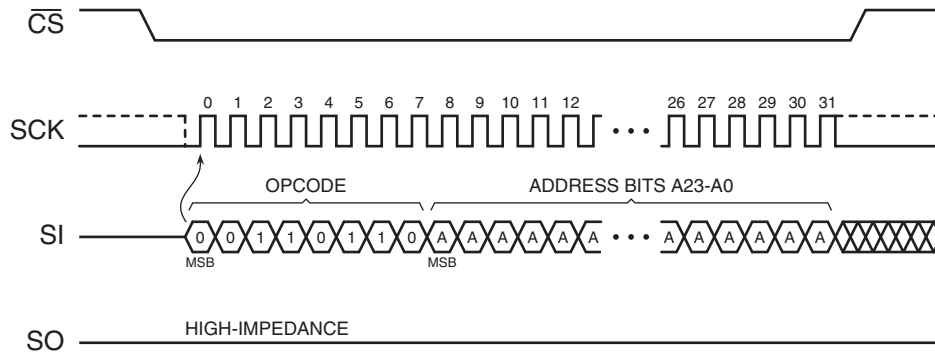 CS
0 1 2 3 4 5 6 7 8 9 10 11 12 26 27 28 29 30 31
SCK
OPCODE ADDRESS BITS A23-A0
SI 0 0 1 1 0 1 1 0 A A A A A A A A A A A A
MSB MSB
HIGH-IMPEDANCE
SO